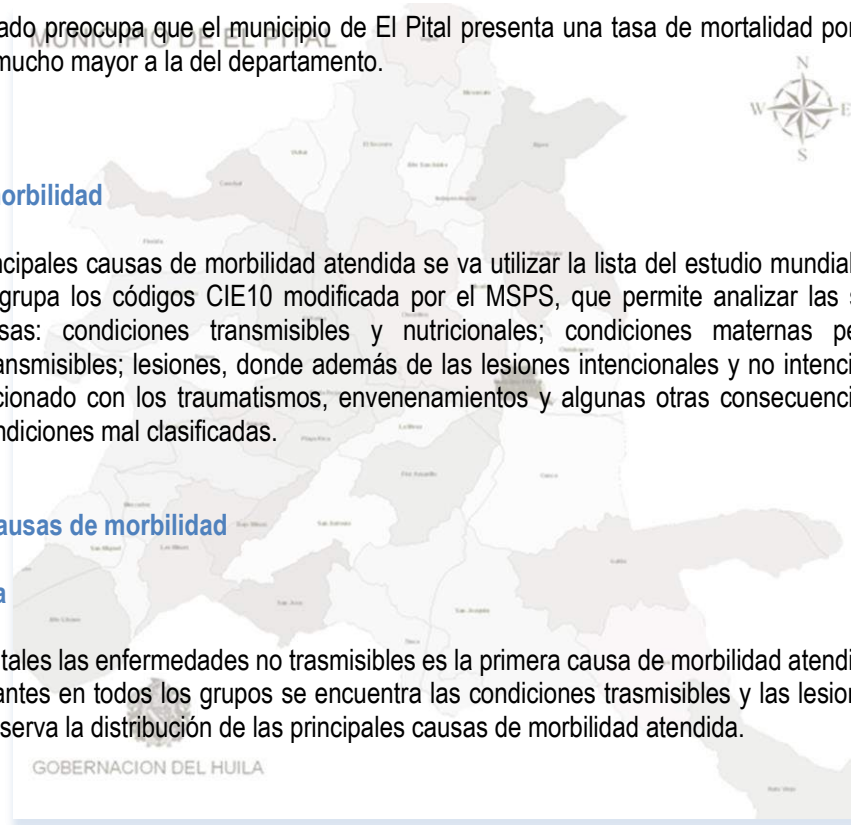 ado preocupa que el municipio de El Pital presenta una tasa de mortalidad por
MUNICIPIO DE EL PITAL
mucho mayor a la del departamento.
N
W E
S
orbilidad
ncipales causas de morbilidad atendida se va utilizar la lista del estudio mundial
grupa los códigos CIE10 modificada por el MSPS, que permite analizar las s
sas: condiciones transmisibles y nutricionales; condiciones maternas pe
ansmisibles; lesiones, donde además de las lesiones intencionales y no intenci
cionado con los traumatismos, envenenamientos y algunas otras consecuenci
ndiciones mal clasificadas.
ausas de morbilidad
a
tales las enfermedades no trasmisibles es la primera causa de morbilidad atendi
antes en todos los grupos se encuentra las condiciones trasmisibles y las lesion
serva la distribución de las principales causas de morbilidad atendida.
GOBERNACION DEL HUILA